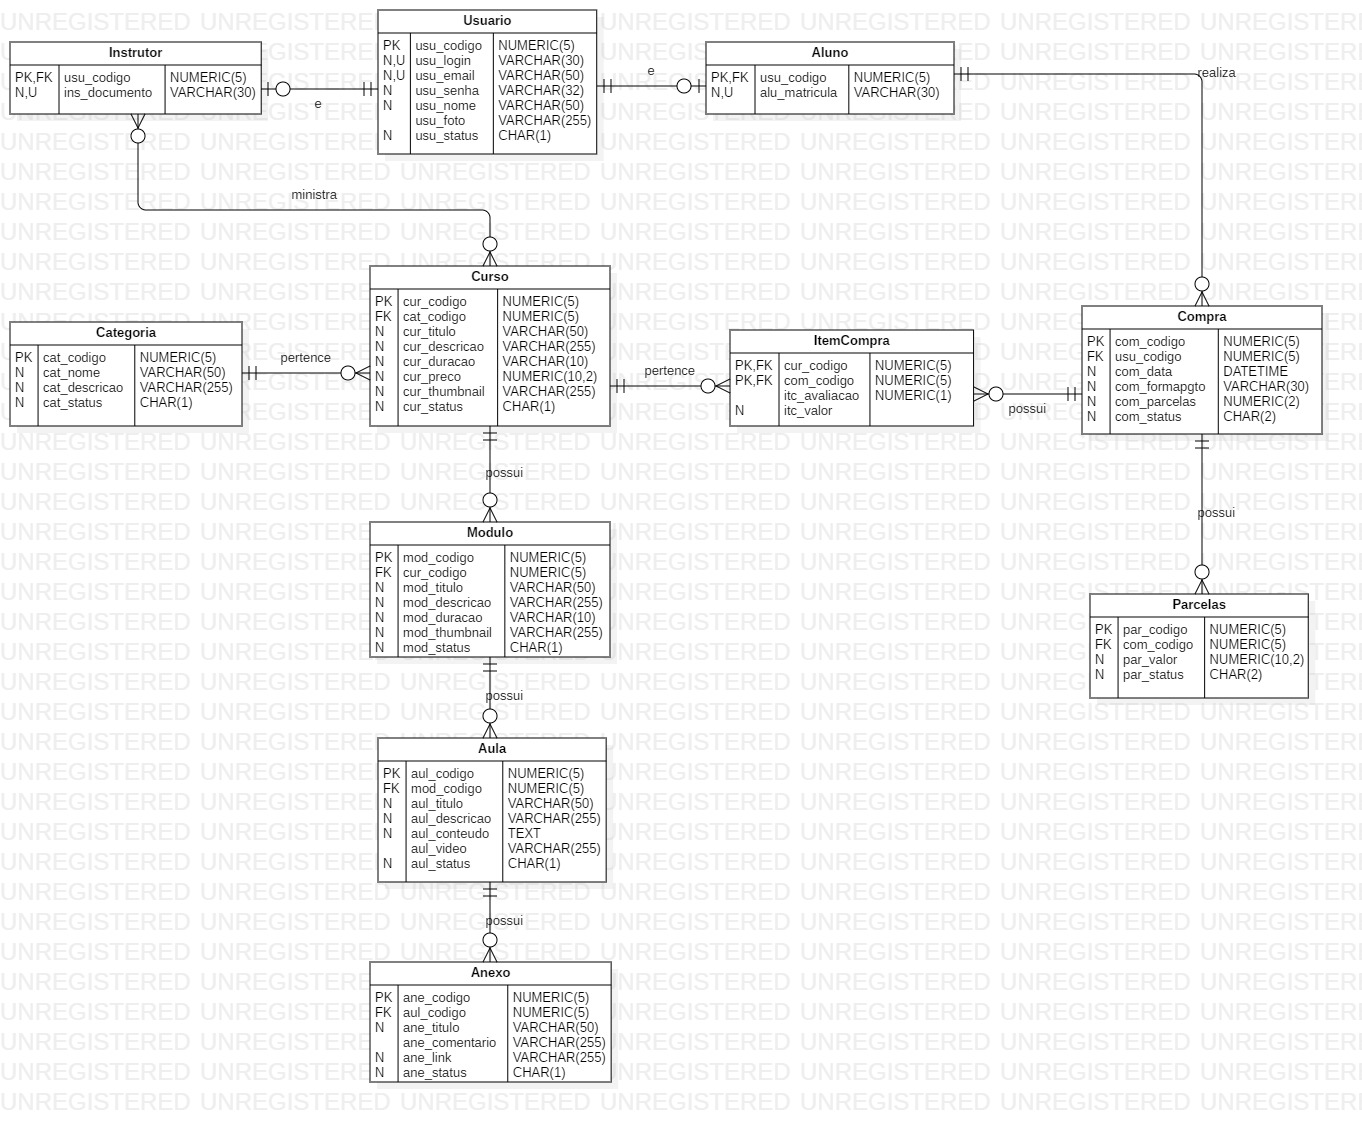 Usuario
PK usu_codigo NUMERIC(5)
N,U usu_login VARCHAR(30)
N,U usu_email VARCHAR(50)
N usu_senha VARCHAR(32)
N usu_nome VARCHAR(50)
usu_foto VARCHAR(255)
N usu_status CHAR(1)
Instrutor
PK,FK usu_codigo NUMERIC(5)
N,U ins_documento VARCHAR(30)
e
Aluno
PK,FK usu_codigo NUMERIC(5)
N,U alu_matricula VARCHAR(30)
e
realiza
ministra
Curso
PK cur_codigo NUMERIC(5)
FK cat_codigo NUMERIC(5)
N cur_titulo VARCHAR(50)
N cur_descricao VARCHAR(255)
N cur_duracao VARCHAR(10)
N cur_preco NUMERIC(10,2)
N cur_thumbnail VARCHAR(255)
N cur_status CHAR(1)
Categoria
PK cat_codigo NUMERIC(5)
N cat_nome VARCHAR(50)
N cat_descricao VARCHAR(255)
N cat_status CHAR(1)
pertence
ItemCompra
PK,FK cur_codigo NUMERIC(5)
PK,FK com_codigo NUMERIC(5)
itc_avaliacao NUMERIC(1)
N itc_valor
pertence
possui
Compra
PK com_codigo NUMERIC(5)
FK usu_codigo NUMERIC(5)
N com_data DATETIME
N com_formapgto VARCHAR(30)
N com_parcelas NUMERIC(2)
N com_status CHAR(2)
possui
Parcelas
PK par_codigo NUMERIC(5)
FK com_codigo NUMERIC(5)
N par_valor NUMERIC(10,2)
N par_status CHAR(2)
possui
Modulo
PK mod_codigo NUMERIC(5)
FK cur_codigo NUMERIC(5)
N mod_titulo VARCHAR(50)
N mod_descricao VARCHAR(255)
N mod_duracao VARCHAR(10)
N mod_thumbnail VARCHAR(255)
N mod_status CHAR(1)
possui
Aula
PK aul_codigo NUMERIC(5)
FK mod_codigo NUMERIC(5)
N aul_titulo VARCHAR(50)
N aul_descricao VARCHAR(255)
N aul_conteudo TEXT
aul_video VARCHAR(255)
N aul_status CHAR(1)
possui
Anexo
PK ane_codigo NUMERIC(5)
FK aul_codigo NUMERIC(5)
N ane_titulo VARCHAR(50)
ane_comentario VARCHAR(255)
N ane_link VARCHAR(255)
N ane_status CHAR(1)
UNREGISTERED